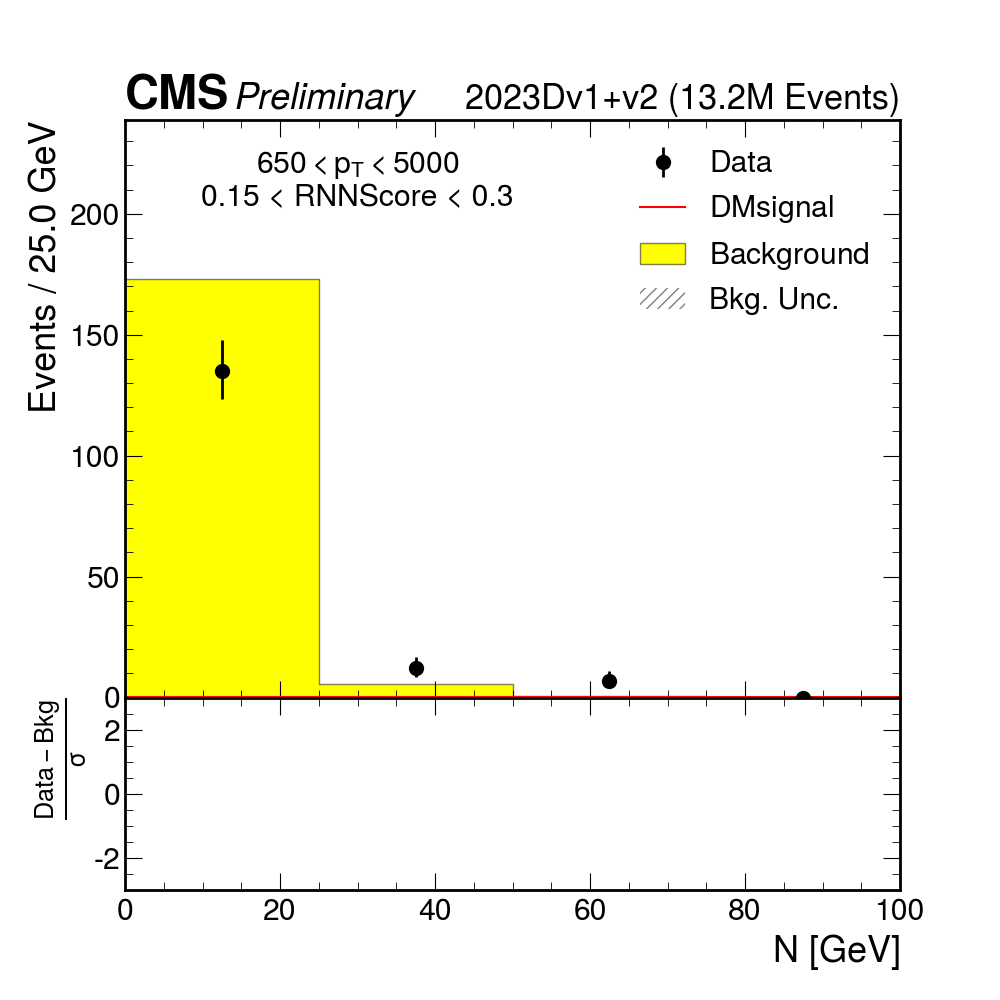 CMS Preliminary 2023Dv1+v2 (13.2M Events)
Events / 25.0 GeV
650 < pT < 5000
0.15 < RNNScore < 0.3
Data
DMsignal
Background
Bkg. Unc.
200
150
100
50
0
Data – Bkg
σ
2
0
-2
0 20 40 60 80 100
N [GeV]